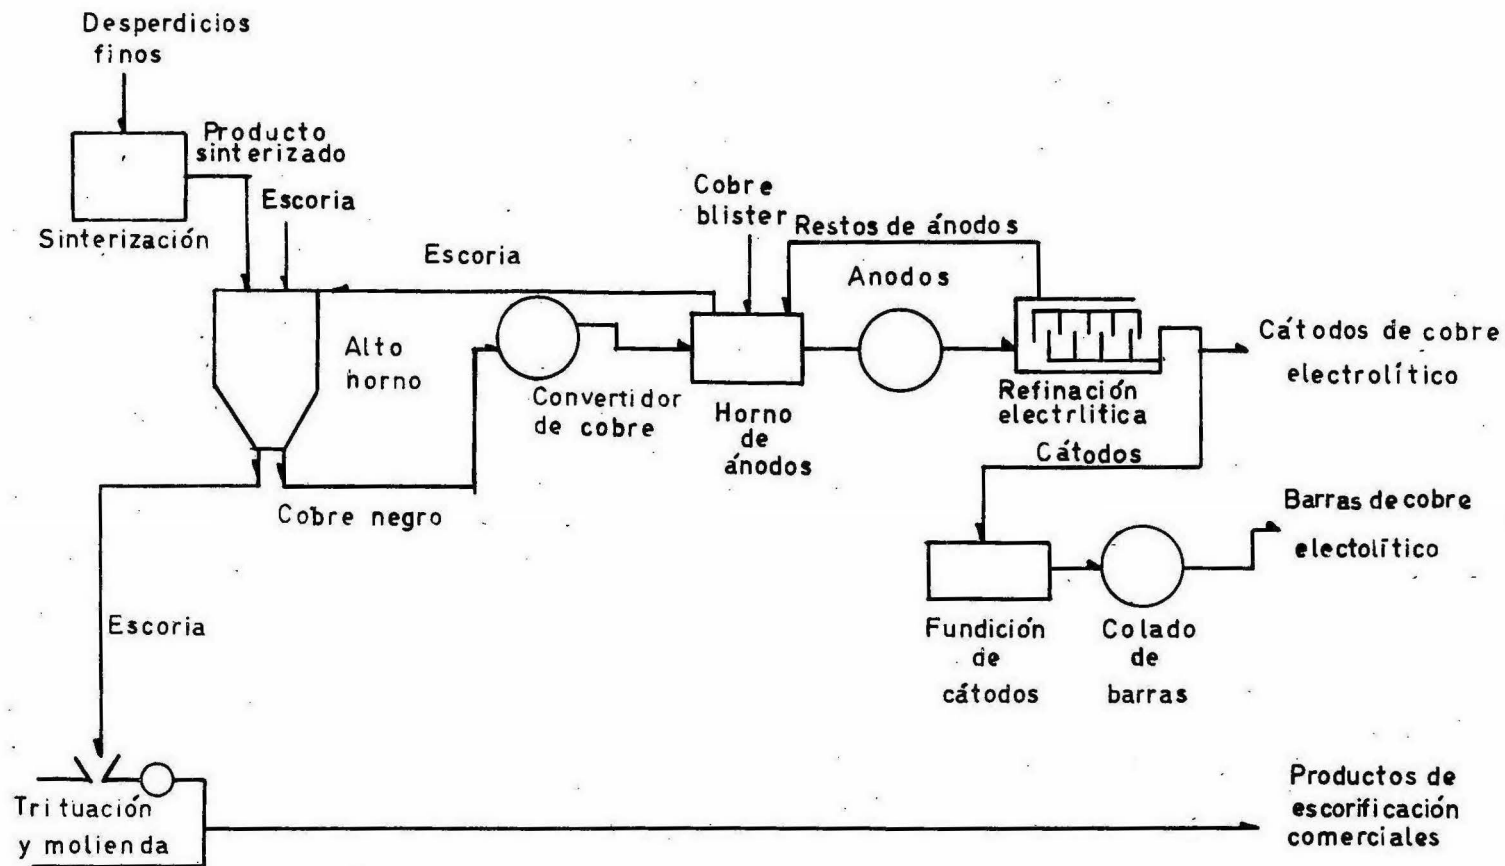 Desperdicios
finos
Producto
sinterizado
Sinterización
Escoria
Escoria
Cobre
blister
Restos de ánodos
Anodos
Alto
horno
Convertidor
de cobre
Horno
de
ánodos
Refinación
electrlítica
Cátodos de cobre
electrolítico
Cátodos
Cobre negro
Barras de cobre
electolítico
Escoria
Fundición
de
cátodos
Colado
de
barras
Trituación
y molienda
Productos de
escorificación
comerciales